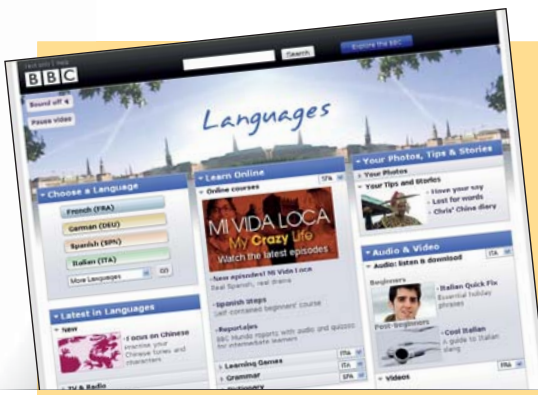 BBC
Search
Explore the BBC
Sound off
Pause video
Languages
Choose a Language
French (FRA)
German (DEU)
Spanish (SPN)
Italian (ITA)
More Languages
GO
Latest in Languages
New
Focus on Chinese
Practise your
Chinese tones and
characters
TV & Radio
Learn Online
Online courses
SPA
MI VIDA LOCA
My Crazy Life
Watch the latest episodes
New episodes! Mi Vida Loca
Real Spanish, real drama
Spanish Steps
Self contained beginners' course
Reportajes
BBC Mundo reports with audio and quizzes
for intermediate learners
Learning Games
ITA
Grammar
SPA
Dictionary
Your Photos, Tips & Stories
Your Photos
Your Tips and Stories
Have your say
Lost for words
Chris' China diary
Audio & Video
Audio: listen & download
ITA
Beginners
Italian Quick Fix
Essential holiday
phrases
Post-beginners
Cool Italian
A guide to Italian
slang
Videos
FRA